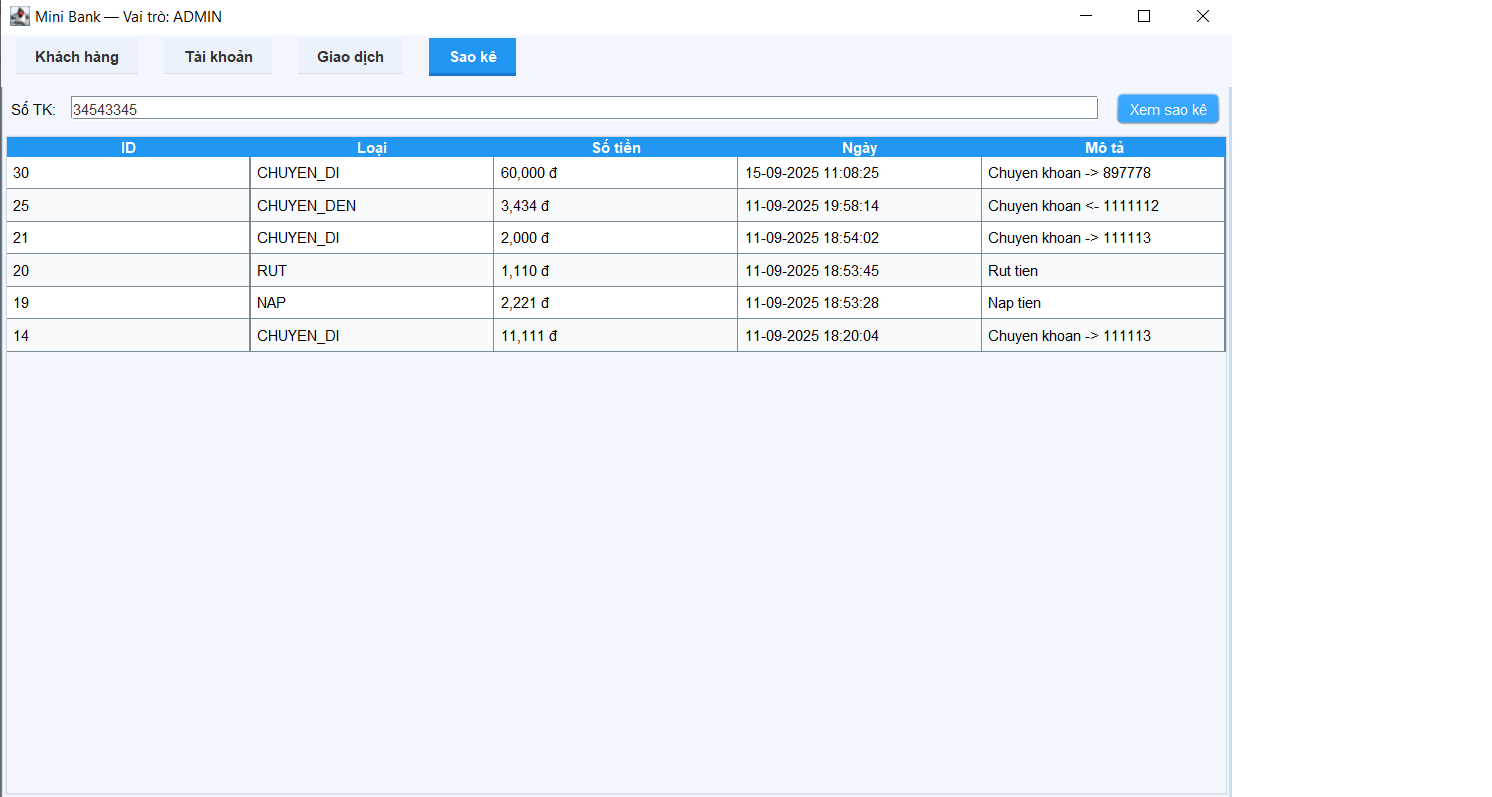 Mini Bank — Vai trò: ADMIN
Khách hàng Tài khoản Giao dịch Sao kê
Số TK: 34543345 Xem sao kê
ID Loại Số tiền Ngày Mô tả
30 CHUYEN_DI 60,000 đ 15-09-2025 11:08:25 Chuyen khoan -> 897778
25 CHUYEN_DEN 3,434 đ 11-09-2025 19:58:14 Chuyen khoan <- 1111112
21 CHUYEN_DI 2,000 đ 11-09-2025 18:54:02 Chuyen khoan -> 111113
20 RUT 1,110 đ 11-09-2025 18:53:45 Rut tien
19 NAP 2,221 đ 11-09-2025 18:53:28 Nap tien
14 CHUYEN_DI 11,111 đ 11-09-2025 18:20:04 Chuyen khoan -> 111113